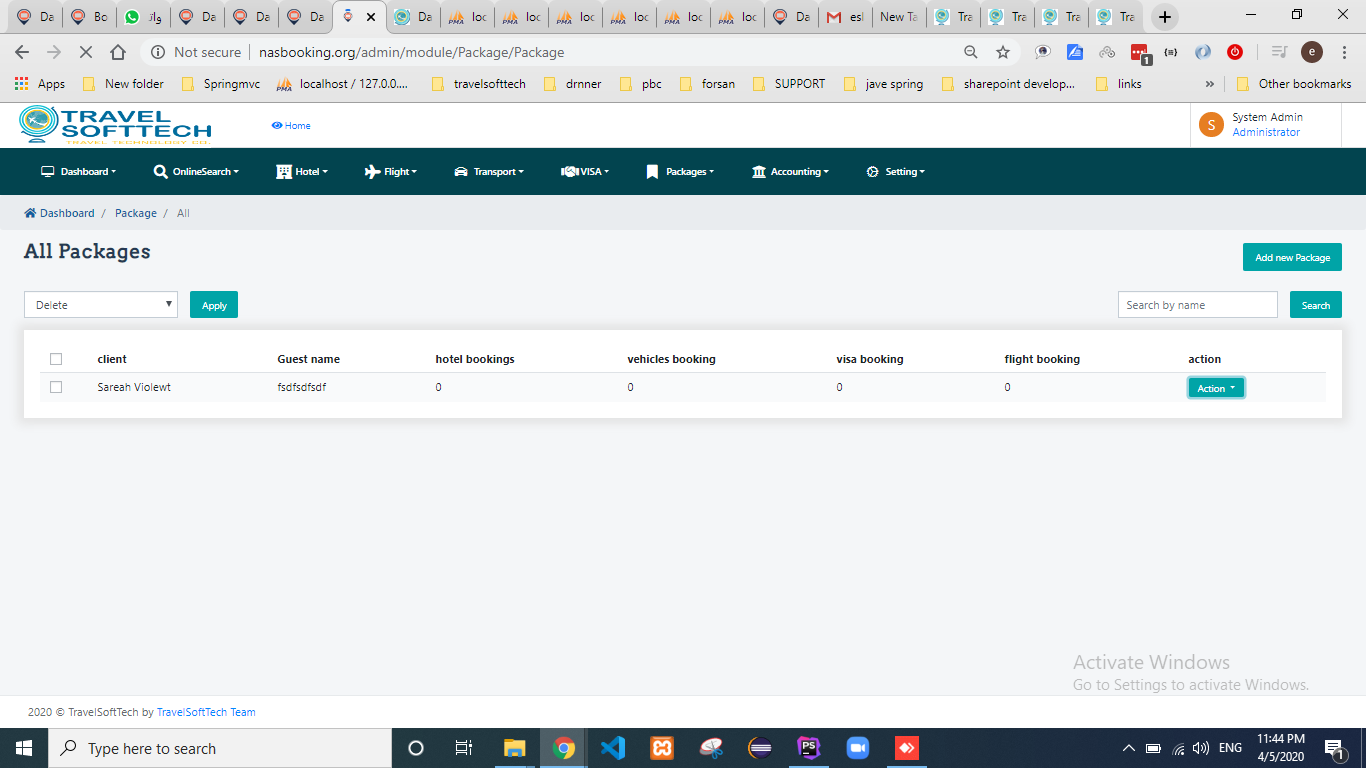 Da
Bo
Da
Da
Da
Da
loc
loc
loc
loc
loc
loc
Da
esl
New Ta
Tra
Tra
Tra
Tra
Not secure
nasbooking.org/admin/module/Package/Package
1
e
Apps
New folder
Springmvc
localhost / 127.0.0....
travelsofttech
drnner
pbc
forsan
SUPPORT
jave spring
sharepoint develop...
links
»
Other bookmarks
TRAVEL
SOFTTECH
TRAVEL TECHNOLOGY CO.
Home
S
System Admin
Administrator
Dashboard
OnlineSearch
Hotel
Flight
Transport
VISA
Packages
Accounting
Setting
Dashboard / Package / All
All Packages
Add new Package
Delete
Apply
Search by name
Search
client Guest name hotel bookings vehicles booking visa booking flight booking action
Sareah Violewt fsdfsdfsdf 0 0 0 0 Action
Activate Windows
Go to Settings to activate Windows.
2020 © TravelSoftTech by TravelSoftTech Team
Type here to search
PS
ENG
11:44 PM
4/5/2020
1